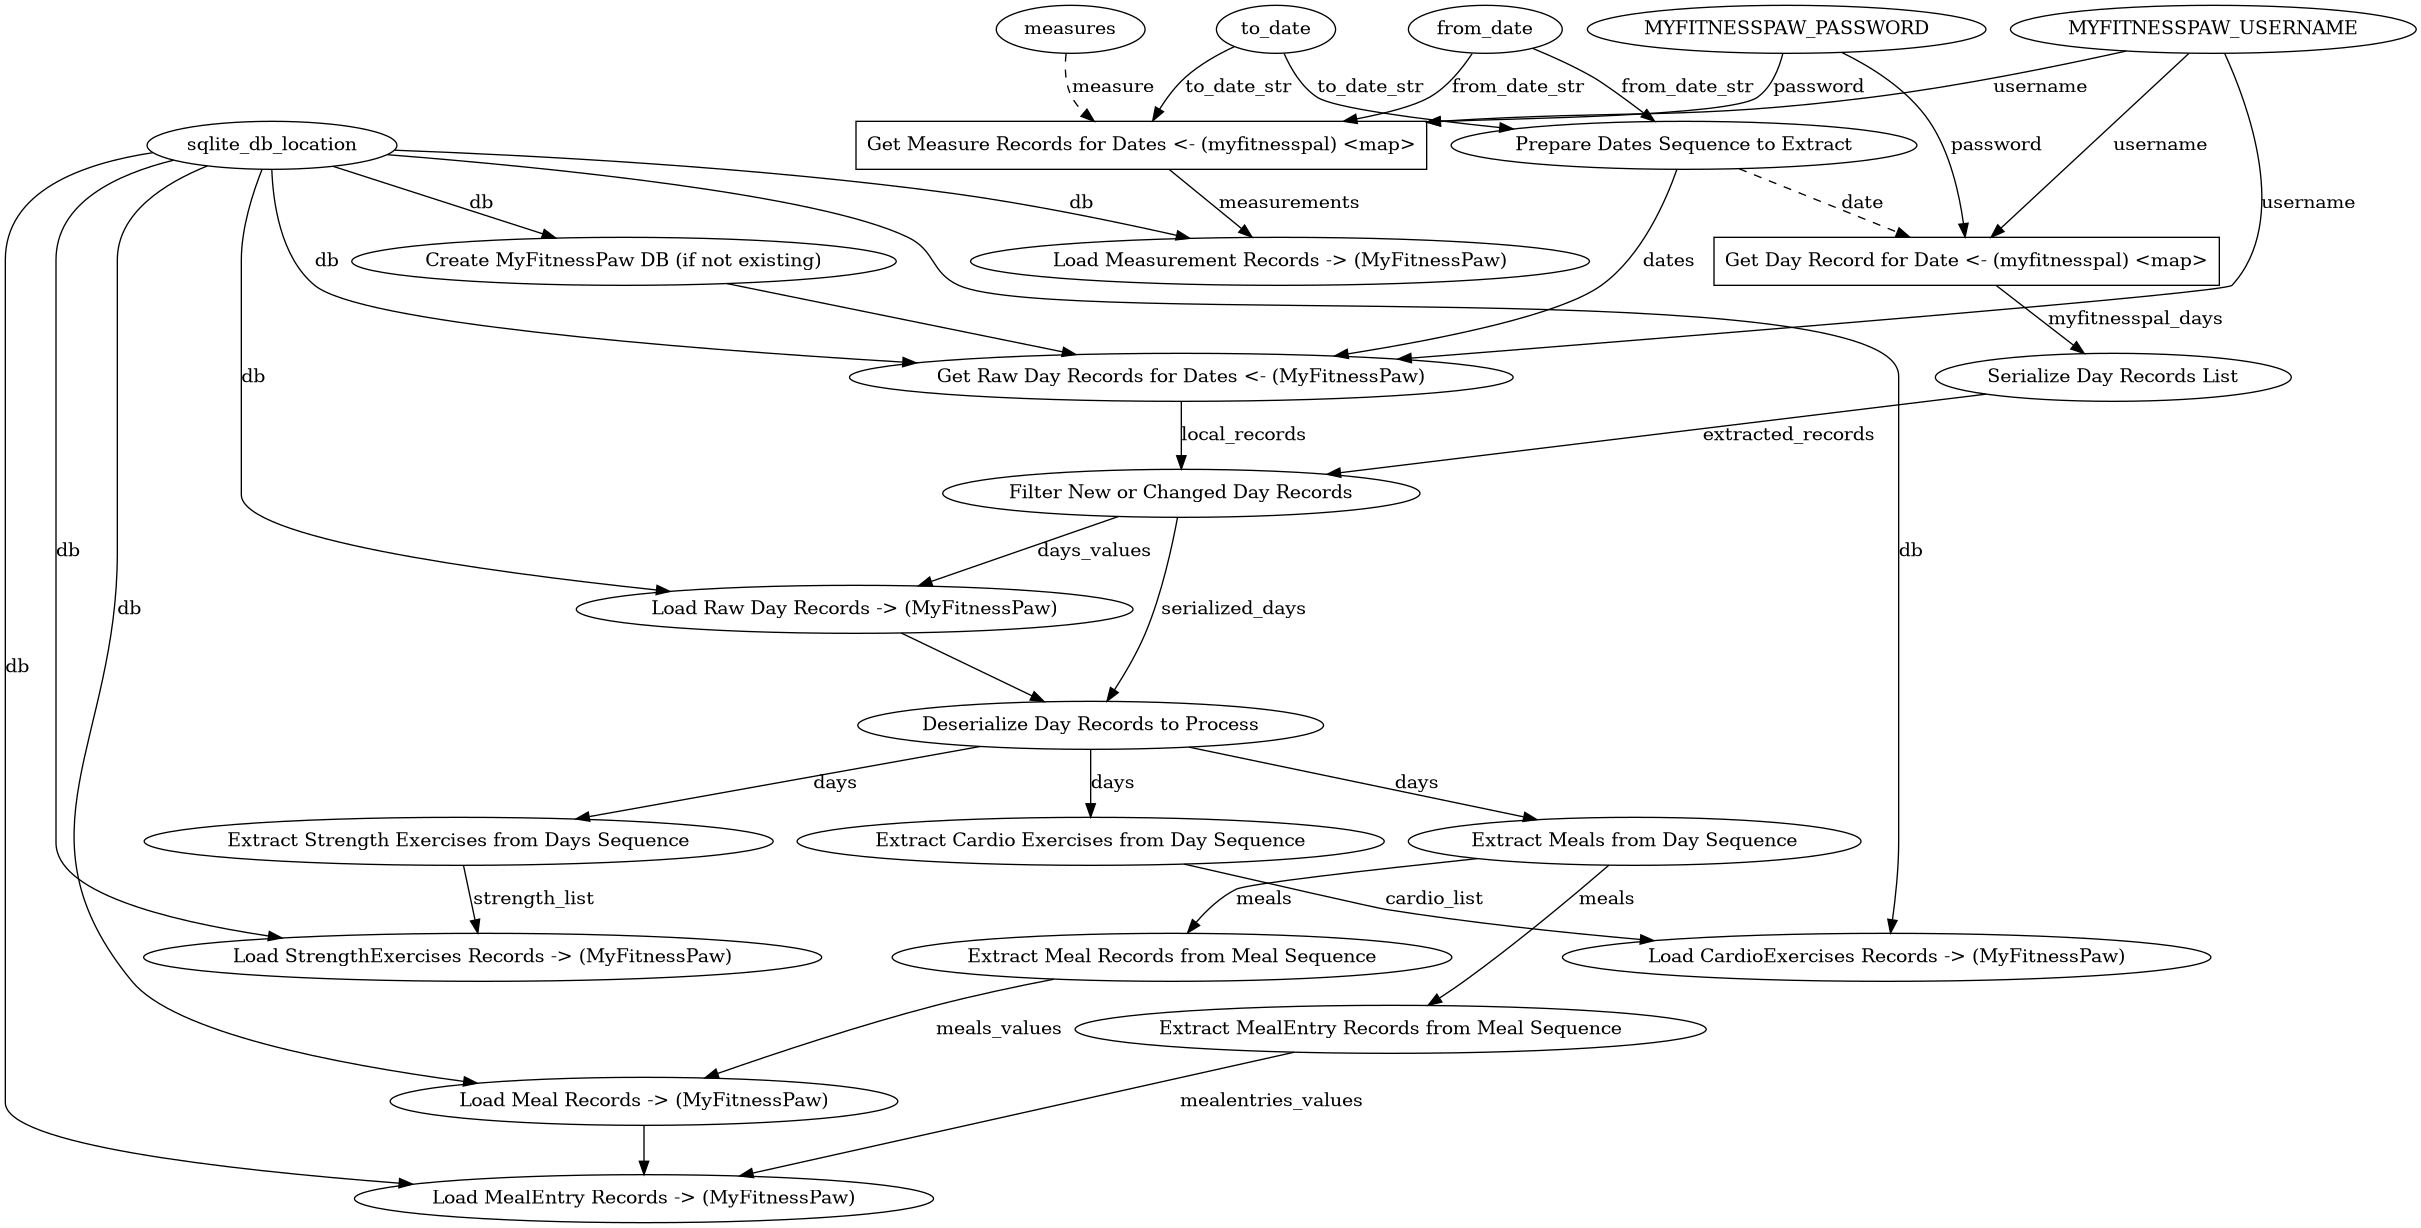 measures
to_date
from_date
MYFITNESSPAW_PASSWORD
MYFITNESSPAW_USERNAME
measure
to_date_str
to_date_str
from_date_str
from_date_str
password
username
sqlite_db_location
Get Measure Records for Dates <- (myfitnesspal) <map>
Prepare Dates Sequence to Extract
password
username
db
db
measurements
date
username
db
Create MyFitnessPaw DB (if not existing)
Load Measurement Records -> (MyFitnessPaw)
dates
Get Day Record for Date <- (myfitnesspal) <map>
myfitnesspal_days
db
Get Raw Day Records for Dates <- (MyFitnessPaw)
Serialize Day Records List
local_records
extracted_records
Filter New or Changed Day Records
db
days_values
db
db
Load Raw Day Records -> (MyFitnessPaw)
serialized_days
db
Deserialize Day Records to Process
days
days
days
Extract Strength Exercises from Days Sequence
Extract Cardio Exercises from Day Sequence
Extract Meals from Day Sequence
strength_list
meals
cardio_list
meals
Load StrengthExercises Records -> (MyFitnessPaw)
Extract Meal Records from Meal Sequence
Load CardioExercises Records -> (MyFitnessPaw)
meals_values
Extract MealEntry Records from Meal Sequence
Load Meal Records -> (MyFitnessPaw)
mealentries_values
Load MealEntry Records -> (MyFitnessPaw)